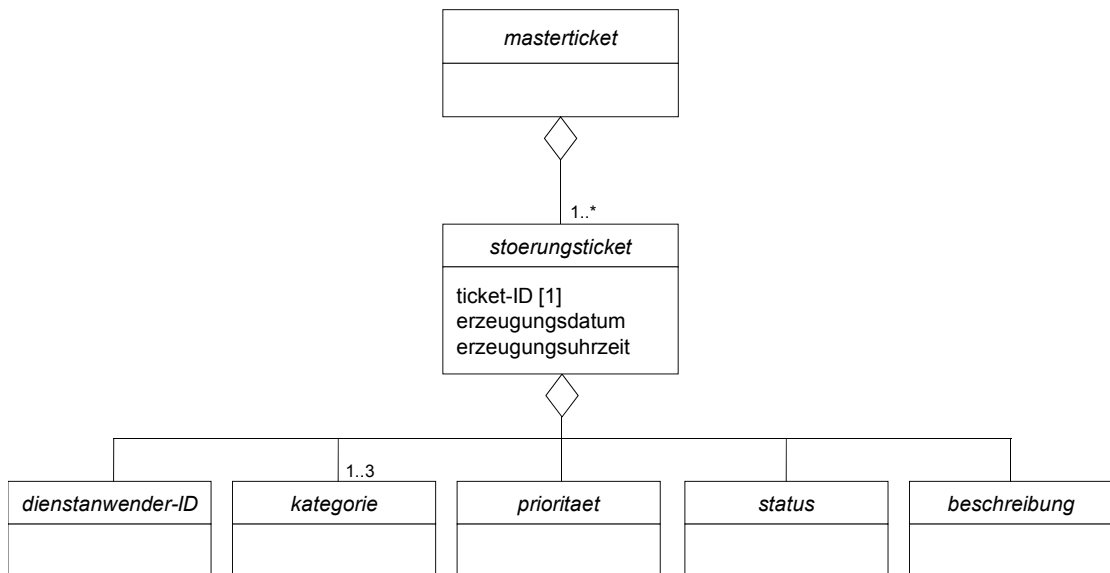 masterticket
1..*
stoerungsticket
ticket-ID [1]
erzeugungsdatum
erzeugungsuhrzeit
1..3
dienstanwender-ID
kategorie
prioritaet
status
beschreibung